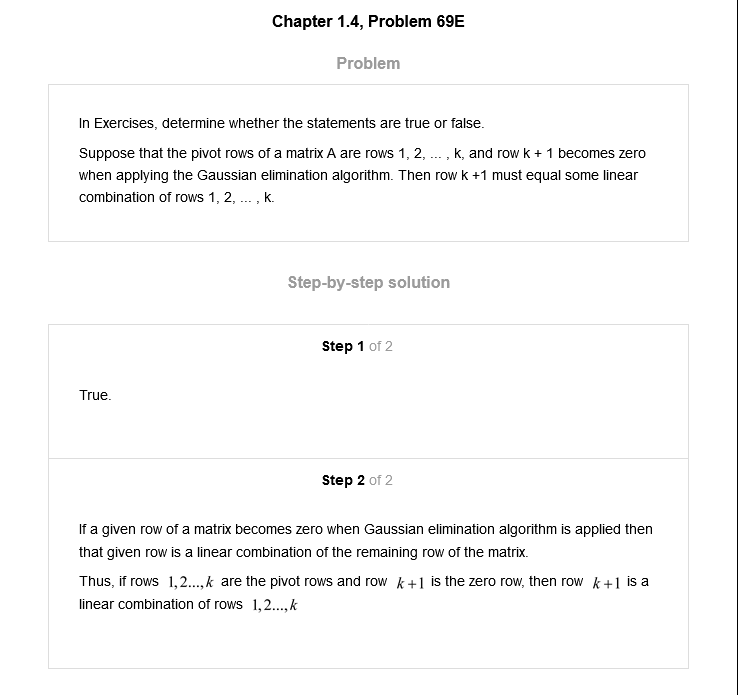 Chapter 1.4, Problem 69E
Problem
In Exercises, determine whether the statements are true or false.
Suppose that the pivot rows of a matrix A are rows 1, 2, ... , k, and row k + 1 becomes zero
when applying the Gaussian elimination algorithm. Then row k +1 must equal some linear
combination of rows 1, 2, ... , k.
Step-by-step solution
Step 1 of 2
True.
Step 2 of 2
If a given row of a matrix becomes zero when Gaussian elimination algorithm is applied then
that given row is a linear combination of the remaining row of the matrix.
Thus, if rows 1,2...,k are the pivot rows and row k+1 is the zero row, then row k+1 is a
linear combination of rows 1,2...,k